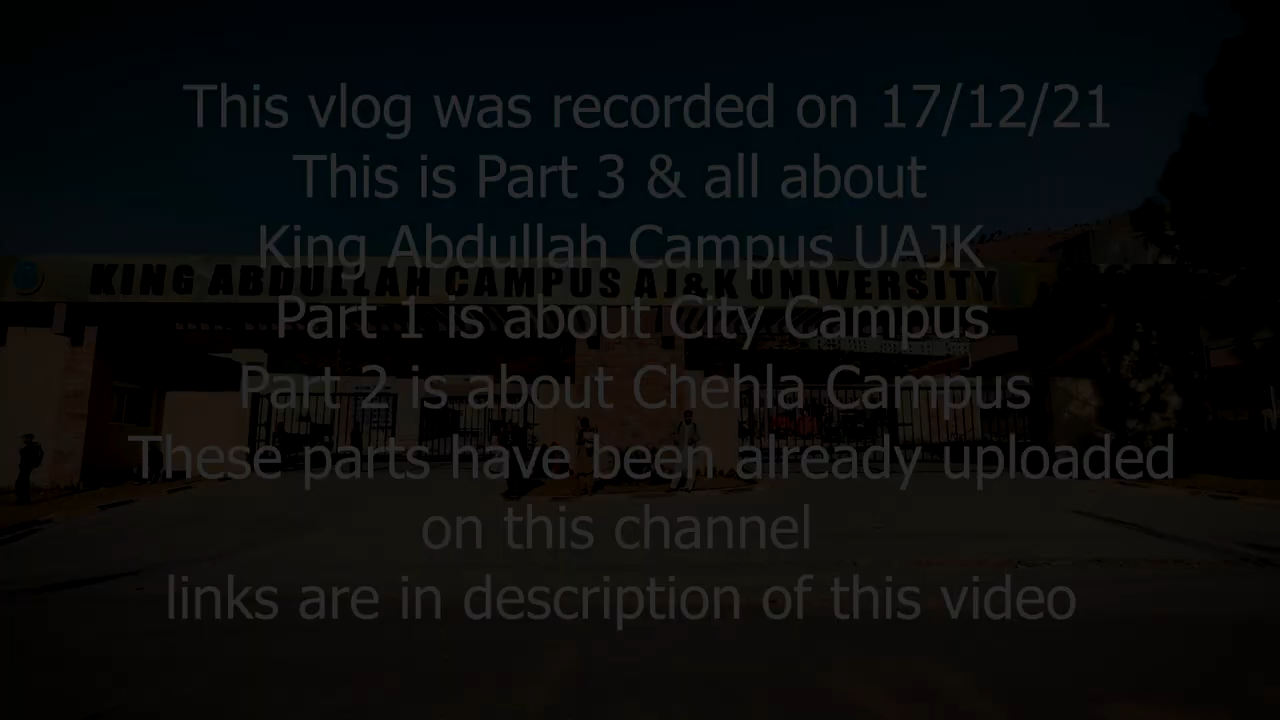 This vlog was recorded on 17/12/21
This is Part 3 & all about
King Abdullah Campus UAJK
KING ABDULLAH CAMPUS AJ&K UNIVERSITY
Part 1 is about City Campus
Part 2 is about Chehla Campus
These parts have been already uploaded
on this channel
links are in description of this video